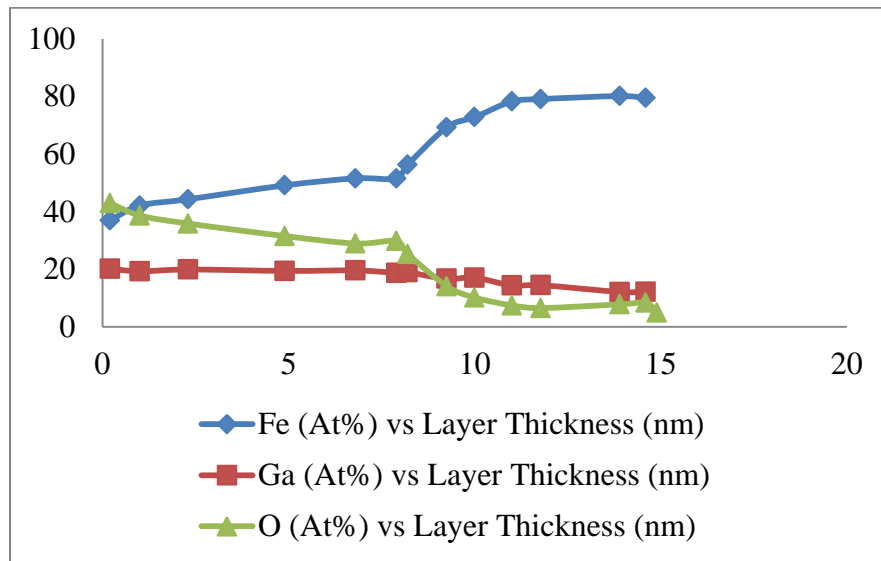 100
80
60
40
20
0
0 5 10 15 20
Fe (At%) vs Layer Thickness (nm)
Ga (At%) vs Layer Thickness (nm)
O (At%) vs Layer Thickness (nm)